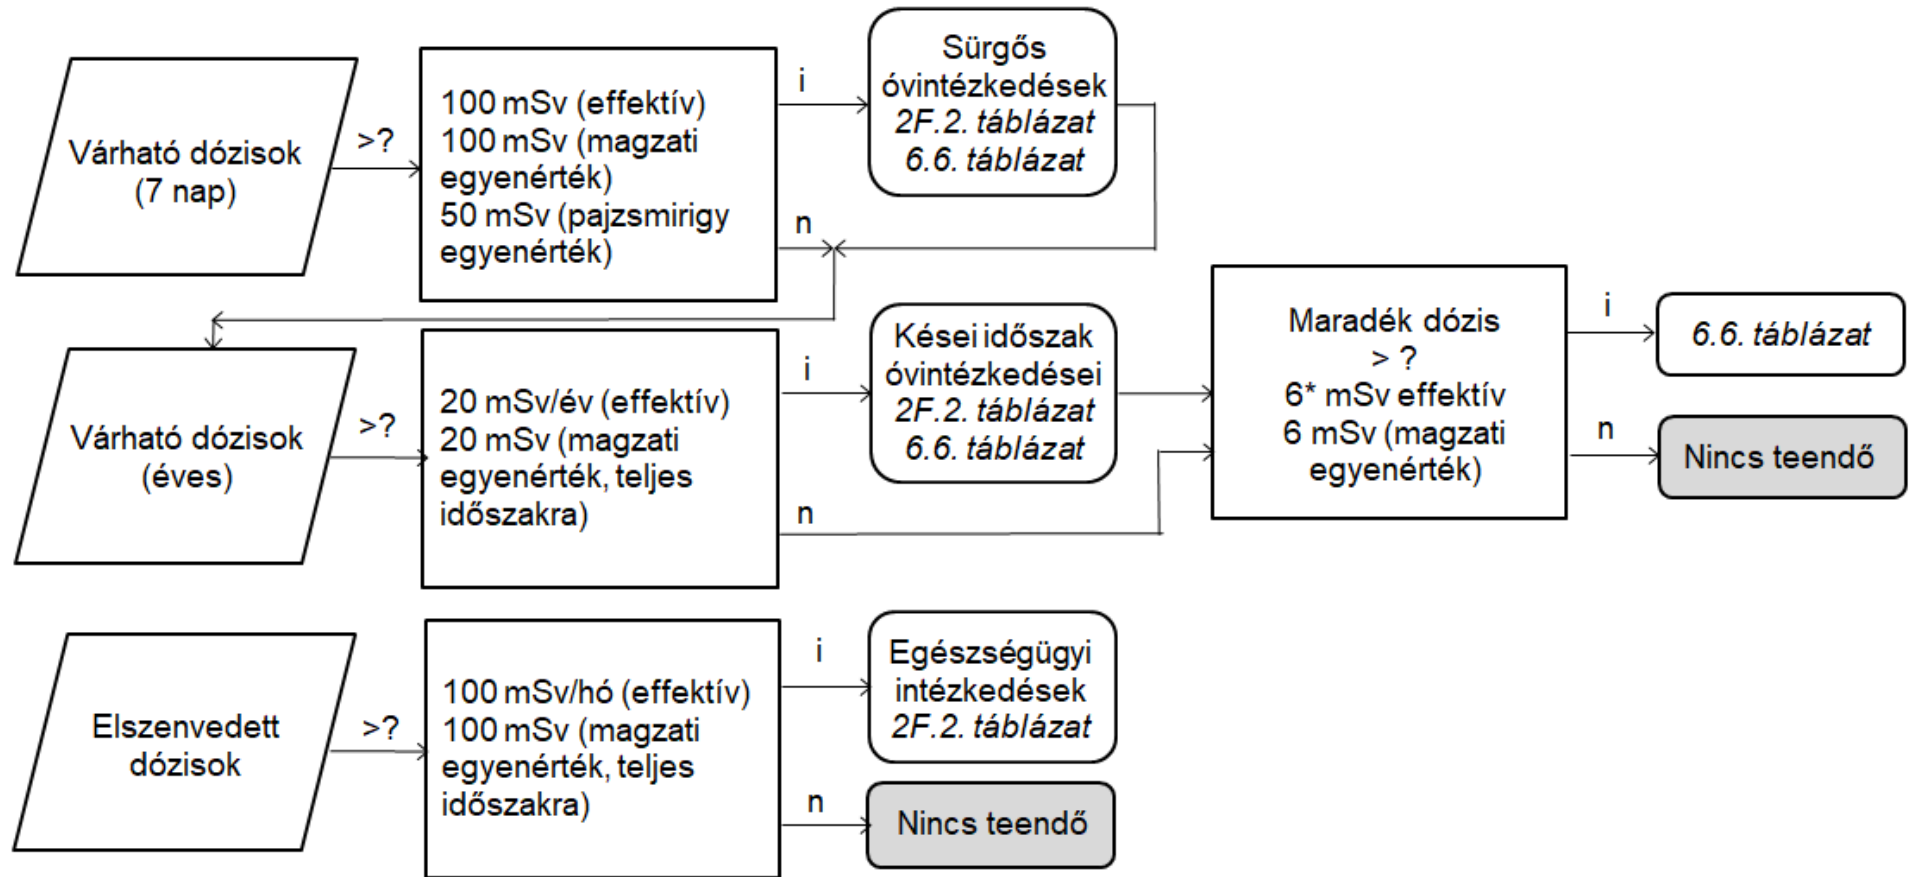 Várható dózisok
(7 nap)
>?
100 mSv (effektív)
100 mSv (magzati
egyenérték)
50 mSv (pajzsmirigy
egyenérték)
i
n
Sürgős
óvintézkedések
2F.2. táblázat
6.6. táblázat
Várható dózisok
(éves)
>?
20 mSv/év (effektív)
20 mSv (magzati
egyenérték, teljes
időszakra)
i
n
Kései időszak
óvintézkedései
2F.2. táblázat
6.6. táblázat
Maradék dózis
> ?
6* mSv effektív
6 mSv (magzati
egyenérték)
i
n
6.6. táblázat
Nincs teendő
Elszenvedett
dózisok
>?
100 mSv/hó (effektív)
100 mSv (magzati
egyenérték, teljes
időszakra)
i
n
Egészségügyi
intézkedések
2F.2. táblázat
Nincs teendő